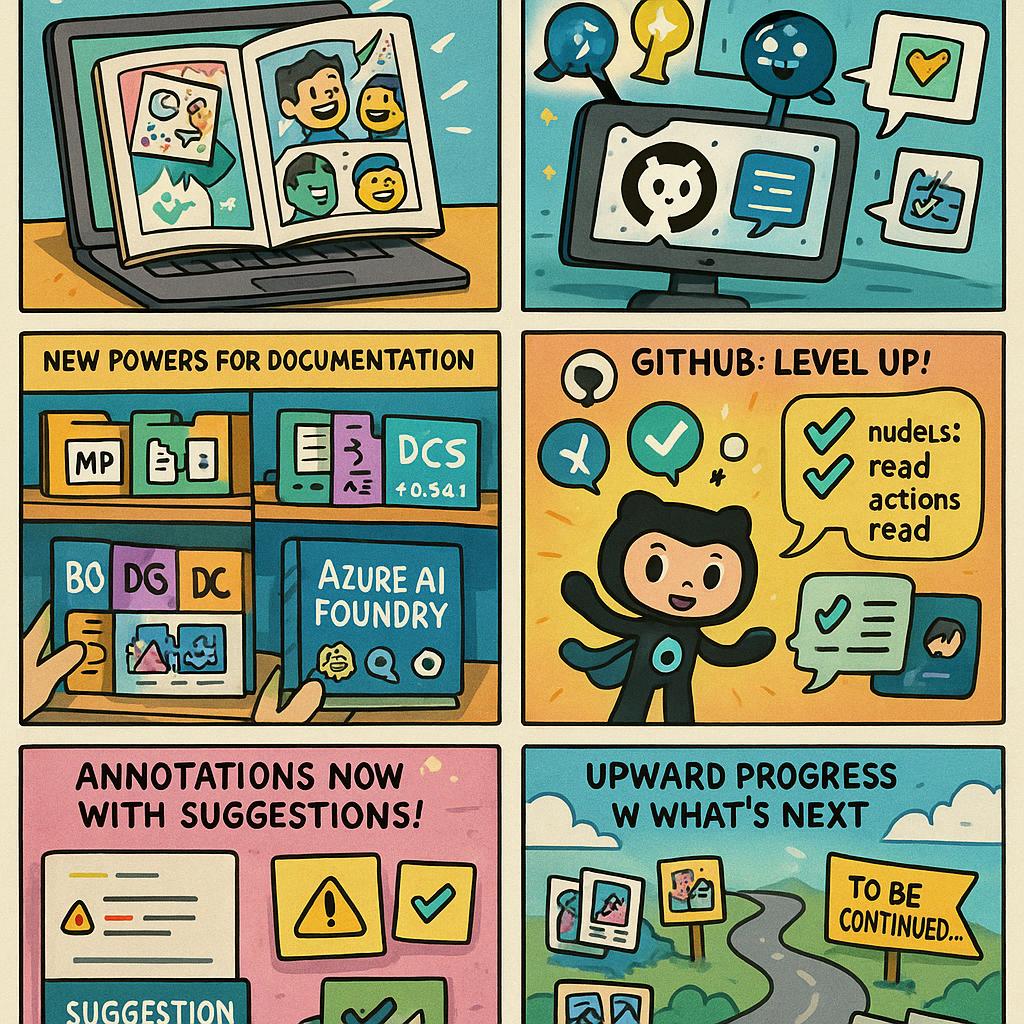 NEW POWERS FOR DOCUMENTATION
MP
DCS
40.541
BO DG DC
AZURE AI
FOUNDRY
GITHUB: LEVEL UP!
nudels:
read
actions
read
ANNOTATIONS NOW
WITH SUGGESTIONS!
SUGGESTION
UPWARD PROGRESS
W WHAT'S NEXT
TO BE
CONTINUED...